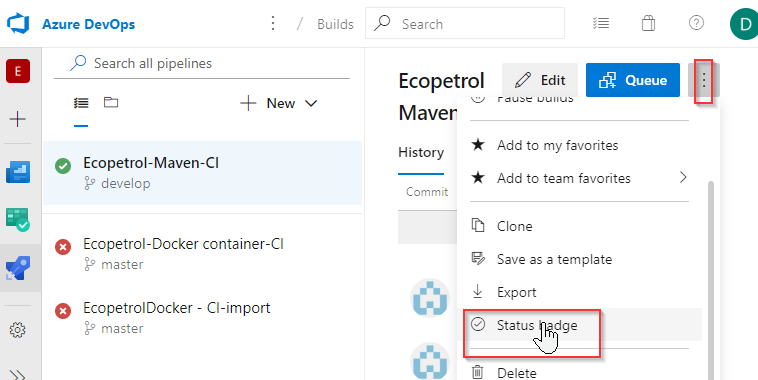 Azure DevOps
/ Builds
Search
D
E
Search all pipelines
New
Ecopetrol-Maven-CI
develop
Ecopetrol-Docker container-CI
master
EcopetrolDocker - CI-import
master
Ecopetrol
Maven
Edit
Queue
History
Commit
Pause builds
Add to my favorites
Add to team favorites
Clone
Save as a template
Export
Status badge
Delete